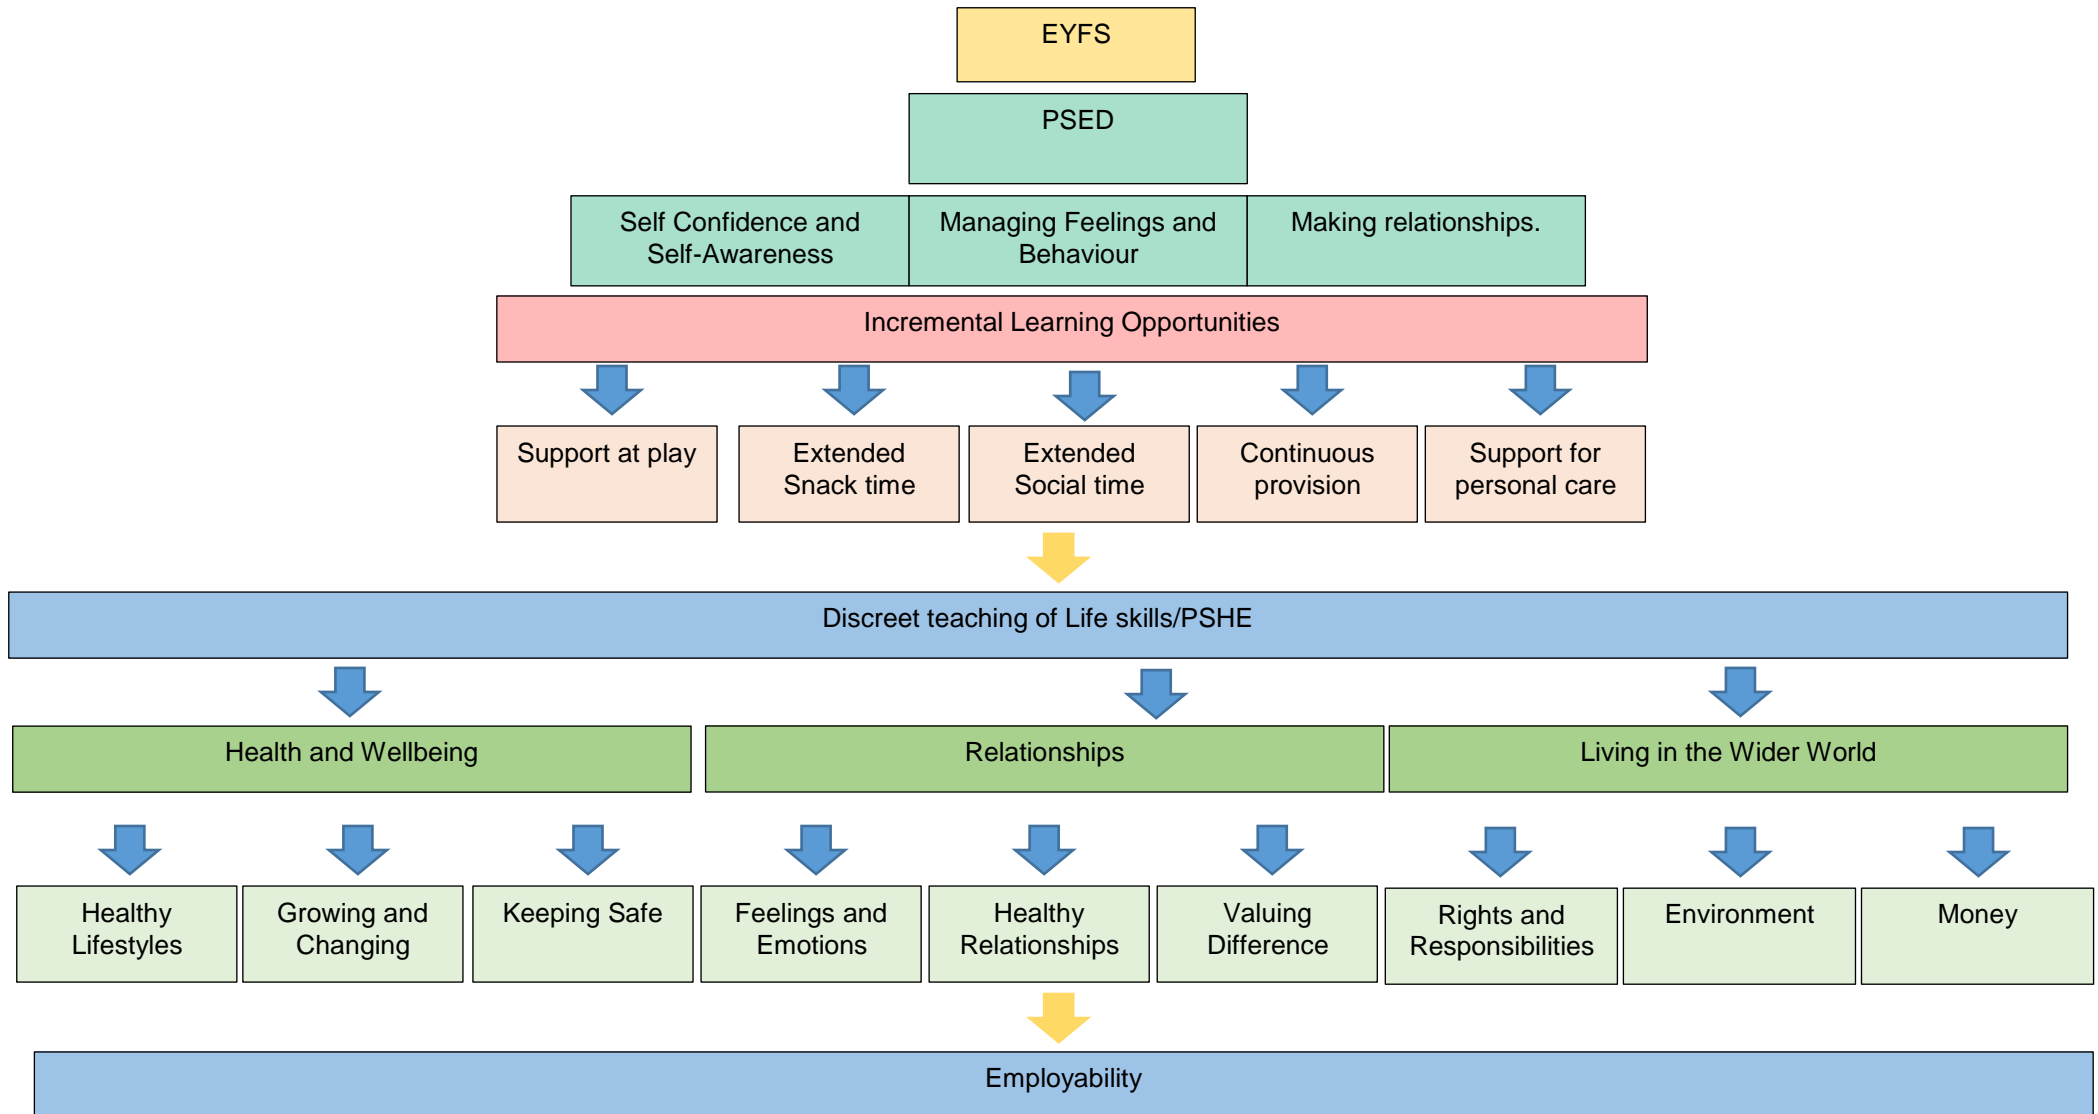 EYFS
PSED
Self Confidence and
Self-Awareness
Managing Feelings and
Behaviour
Making relationships.
Incremental Learning Opportunities
Support at play
Extended
Snack time
Extended
Social time
Continuous
provision
Support for
personal care
Discreet teaching of Life skills/PSHE
Health and Wellbeing
Relationships
Living in the Wider World
Healthy
Lifestyles
Growing and
Changing
Keeping Safe
Feelings and
Emotions
Healthy
Relationships
Valuing
Difference
Rights and
Responsibilities
Environment
Money
Employability